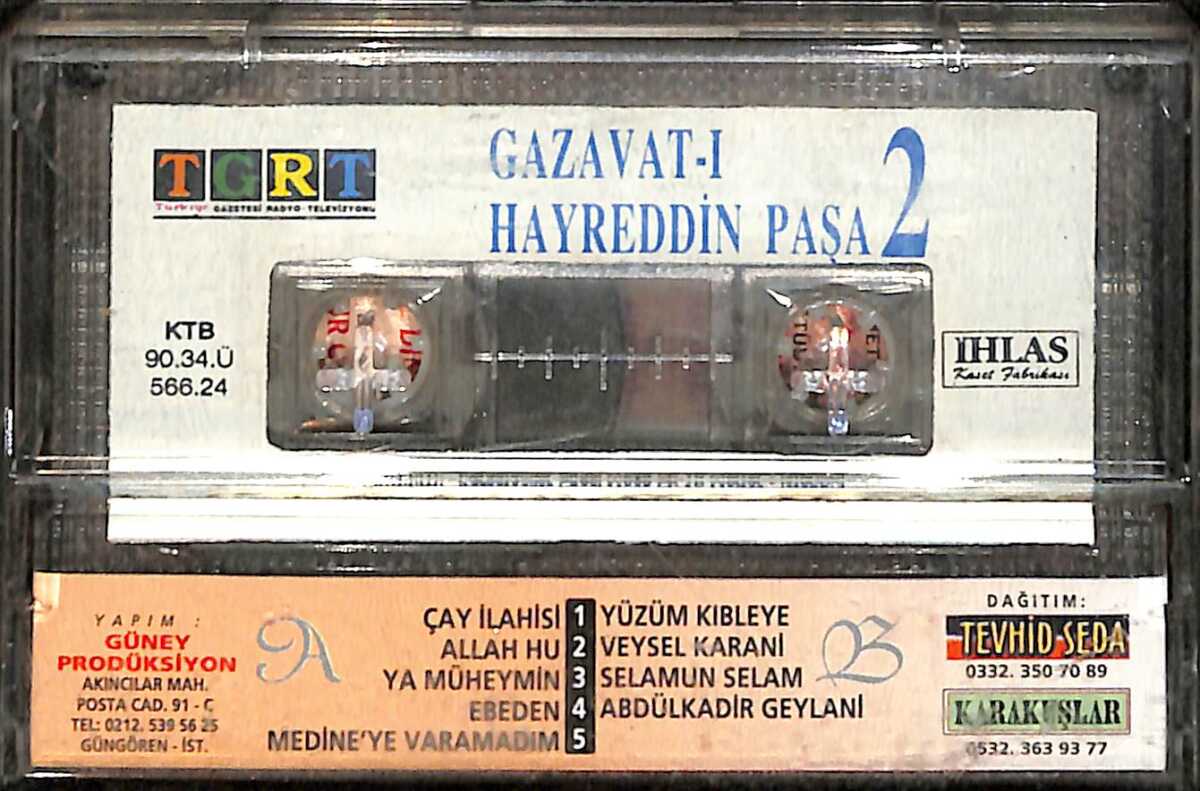 TGRT
Türkiye GAZETESİ RADYO - TELEVİZYONU
GAZAVAT-I
HAYREDDİN PAŞA 2
KTB
90.34.Ü
566.24
İHLAS
Kaset Fabrikası
YAPIM :
GÜNEY
PRODÜKSİYON
AKINCILAR MAH.
POSTA CAD. 91 - Ç
TEL: 0212. 539 56 25
GÜNGÖREN - İST.
A
ÇAY İLAHİSİ 1 YÜZÜM KIBLEYE
ALLAH HU 2 VEYSEL KARANİ
YA MÜHEYMİN 3 SELAMUN SELAM
EBEDEN 4 ABDÜLKADİR GEYLANİ
MEDİNE'YE VARAMADIM 5
B
DAĞITIM:
TEVHİD SEDA
0332. 350 70 89
KARAKUŞLAR
0532. 363 93 77